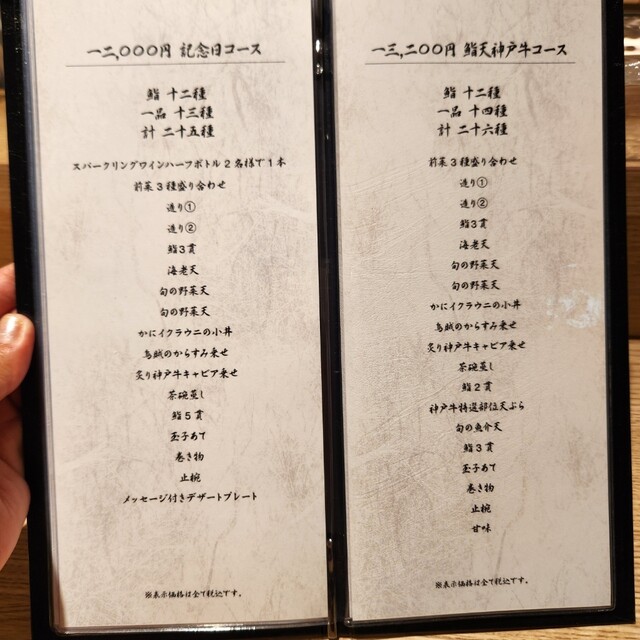 一二,〇〇〇円 記念日コース
鮨 十二種
一品 十三種
計 二十五種
スパークリングワインハーフボトル2名様で1本
前菜3種盛り合わせ
造り①
造り②
鮨3貫
海老天
旬の野菜天
旬の野菜天
かにイクラウニの小丼
烏賊のからすみ乗せ
炙り神戸牛キャビア乗せ
茶碗蒸し
鮨5貫
玉子あて
巻き物
止椀
メッセージ付きデザートプレート
※表示価格は全て税込です。
一三,二〇〇円 鮨天神戸牛コース
鮨 十二種
一品 十四種
計 二十六種
前菜3種盛り合わせ
造り①
造り②
鮨3貫
海老天
旬の野菜天
旬の野菜天
かにイクラウニの小丼
烏賊のからすみ乗せ
炙り神戸牛キャビア乗せ
茶碗蒸し
鮨2貫
神戸牛特選部位天ぷら
旬の魚介天
鮨3貫
玉子あて
巻き物
止椀
甘味
※表示価格は全て税込です。